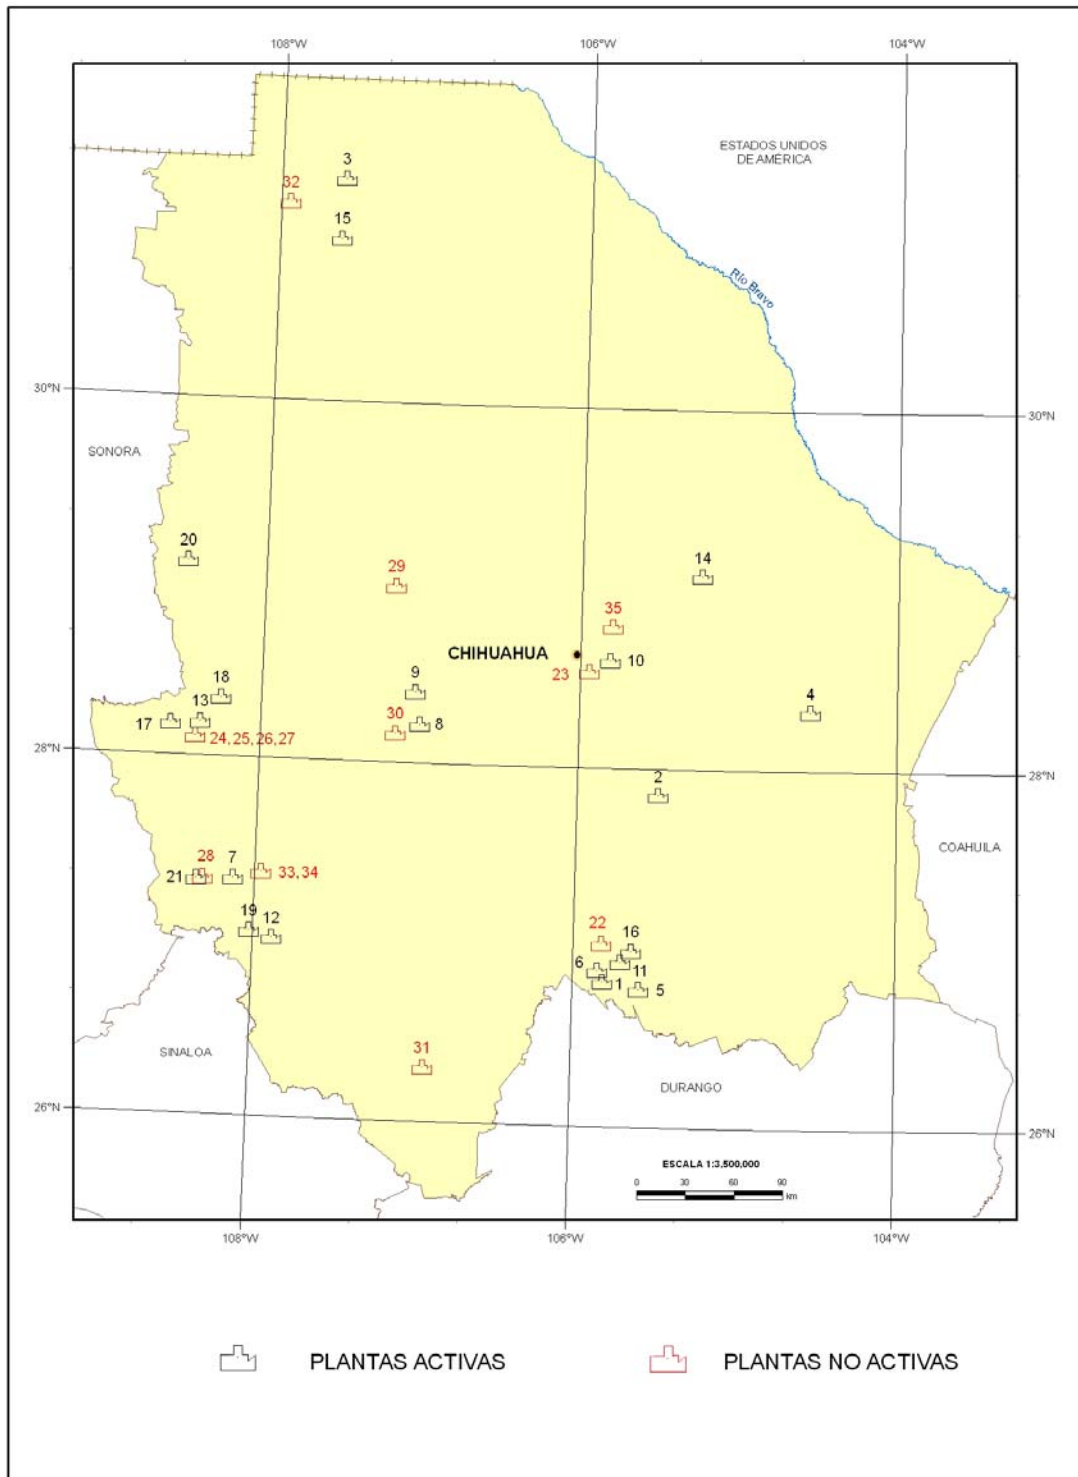 108°W 106°W 104°W
ESTADOS UNIDOS
DE AMÉRICA
3
32
15
Río Bravo
30°N 30°N
SONORA
20
29
14
35
CHIHUAHUA
10
23
9
18
13
4
17
30
8
24, 25, 26, 27
28°N 28°N
2
COAHUILA
28
7
21
33, 34
19
12
22
16
6
11
1
5
31
SINALOA
DURANGO
26°N 26°N
ESCALA 1:3,500,000
0 30 60 90
km
108°W 106°W 104°W
PLANTAS ACTIVAS PLANTAS NO ACTIVAS